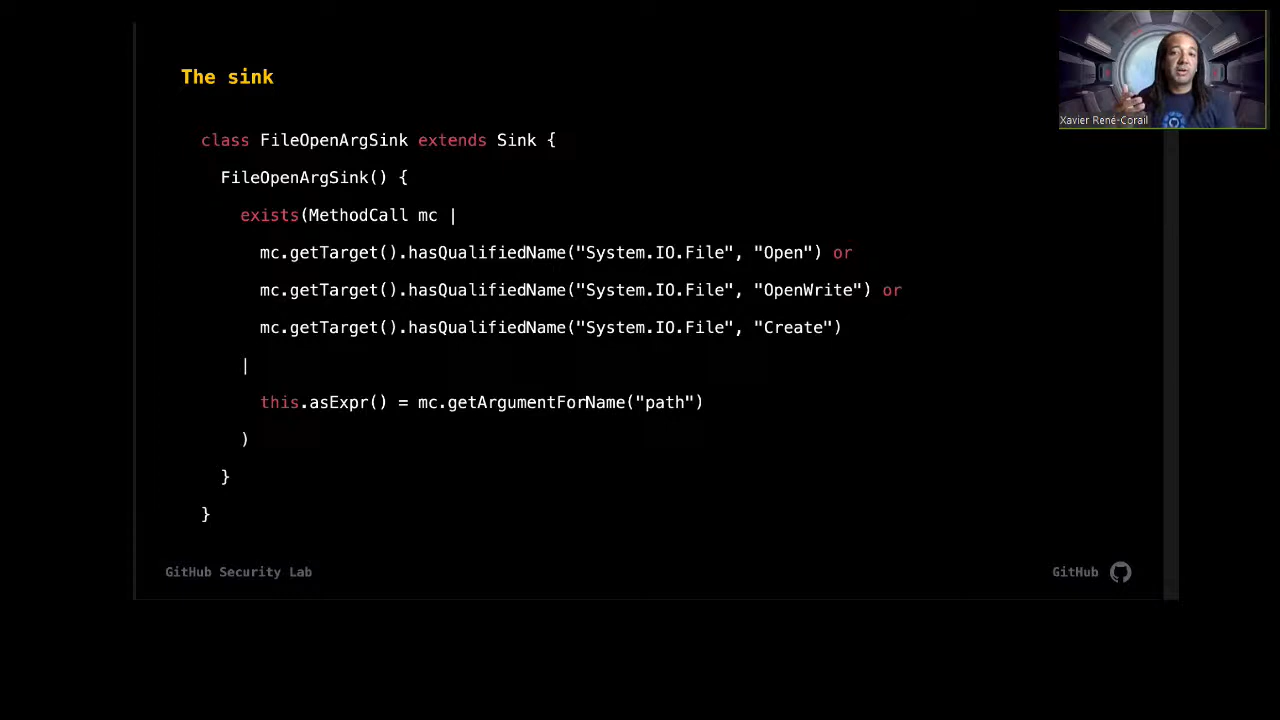 The sink
class FileOpenArgSink extends Sink {
FileOpenArgSink() {
exists(MethodCall mc |
mc.getTarget().hasQualifiedName("System.IO.File", "Open") or
mc.getTarget().hasQualifiedName("System.IO.File", "OpenWrite") or
mc.getTarget().hasQualifiedName("System.IO.File", "Create")
|
this.asExpr() = mc.getArgumentForName("path")
)
}
}
GitHub Security Lab
GitHub
Xavier René-Corail